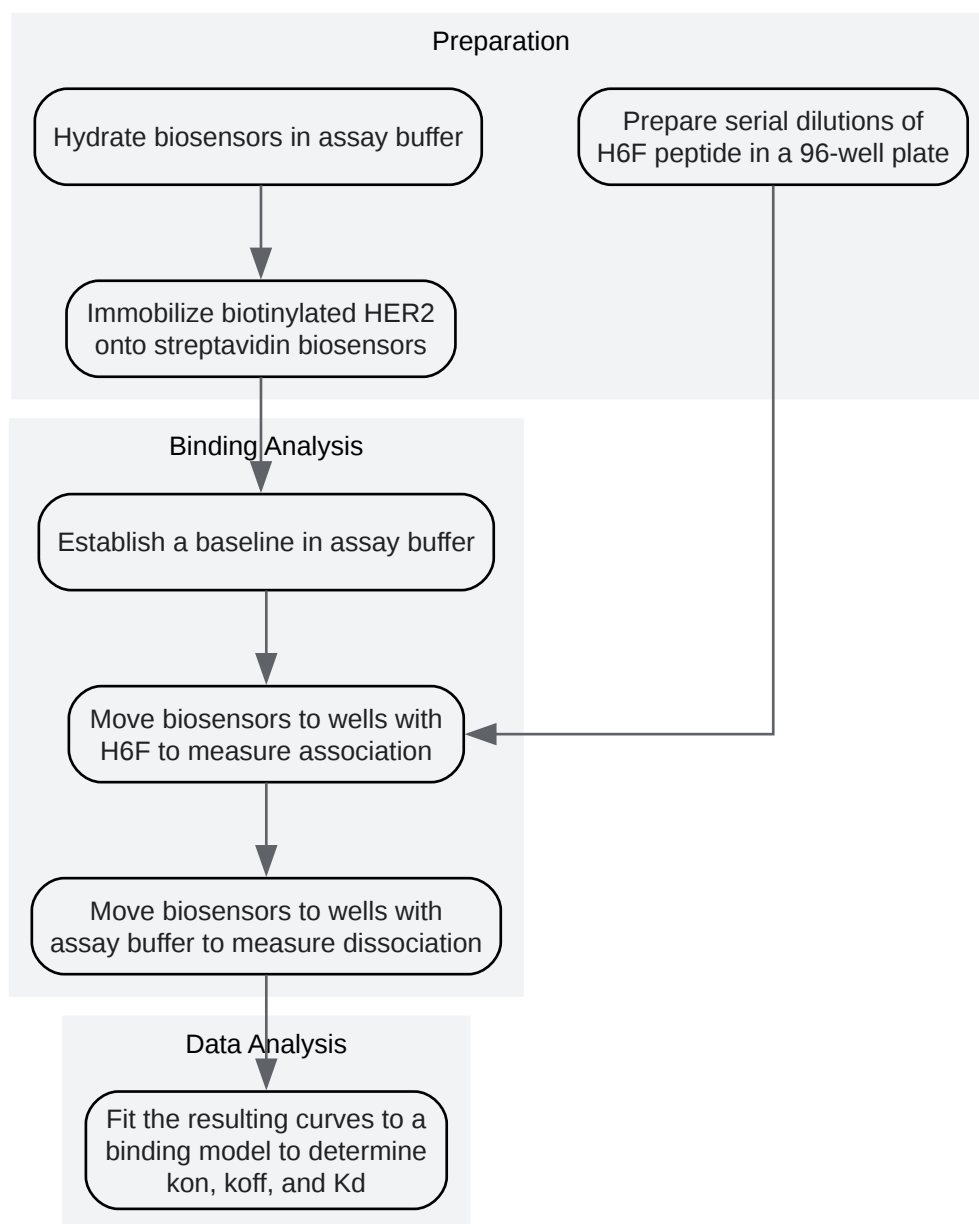 Preparation
Hydrate biosensors in assay buffer
Prepare serial dilutions of
H6F peptide in a 96-well plate
Immobilize biotinylated HER2
onto streptavidin biosensors
Binding Analysis
Establish a baseline in assay buffer
Move biosensors to wells with
H6F to measure association
Move biosensors to wells with
assay buffer to measure dissociation
Data Analysis
Fit the resulting curves to a
binding model to determine
kon, koff, and Kd